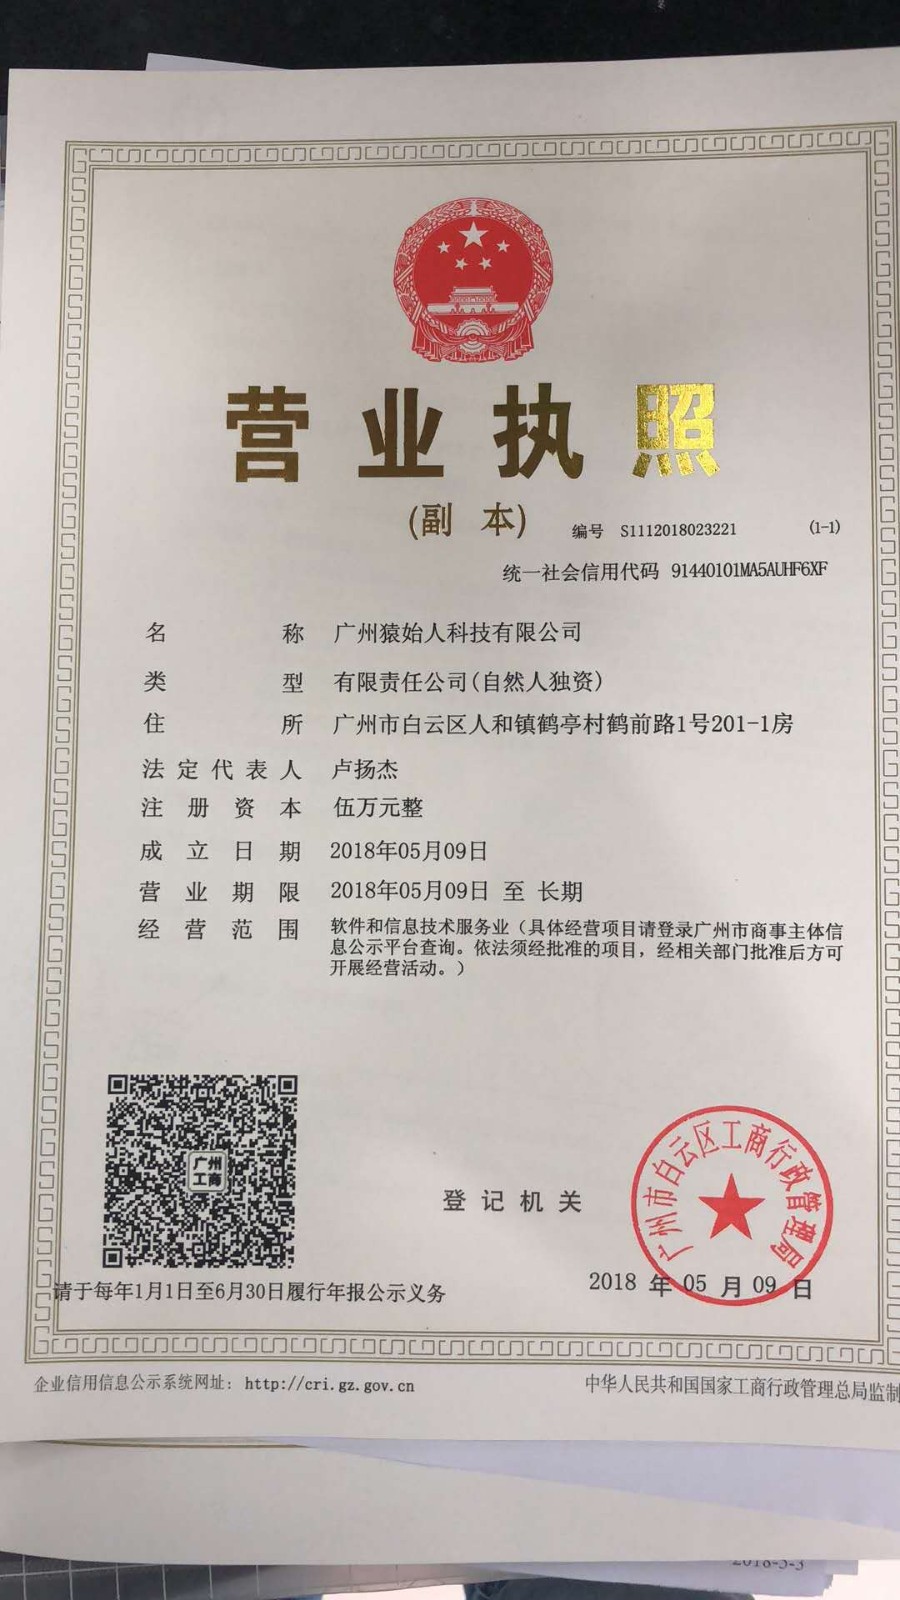 营业执照
(副 本)
编号 S1112018023221 (1-1)
统一社会信用代码 91440101MA5AUHF6XF
名称 广州猿始人科技有限公司
类型 有限责任公司(自然人独资)
住所 广州市白云区人和镇鹤亭村鹤前路1号201-1房
法定代表人 卢扬杰
注册资本 伍万元整
成立日期 2018年05月09日
营业期限 2018年05月09日 至 长期
经营范围 软件和信息技术服务业(具体经营项目请登录广州市商事主体信
息公示平台查询。依法须经批准的项目，经相关部门批准后方可
开展经营活动。)
广州
工商
登记机关
广州市白云区工商行政管理局
2018 年 05 月 09 日
请于每年1月1日至6月30日履行年报公示义务
企业信用信息公示系统网址: http://cri.gz.gov.cn
中华人民共和国国家工商行政管理总局监制
2018-5-3